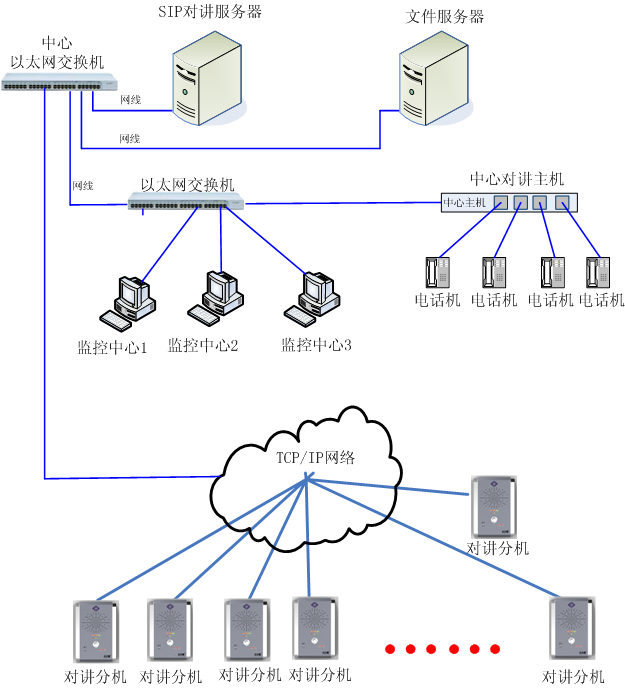 SIP对讲服务器
文件服务器
中心
以太网交换机
网线
网线
网线
以太网交换机
中心对讲主机
中心主机
电话机
电话机
电话机
电话机
监控中心1
监控中心2
监控中心3
TCP/IP网络
对讲分机
对讲分机
对讲分机
对讲分机
对讲分机
对讲分机